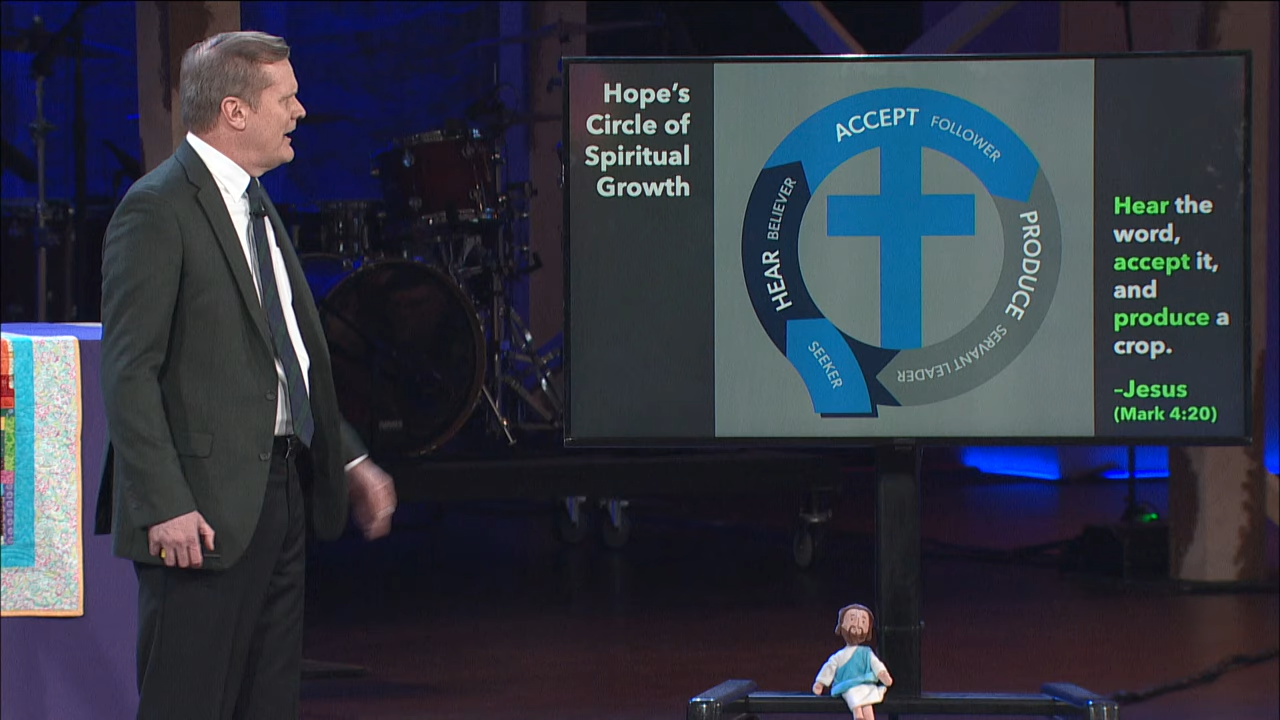 Hope's
Circle of
Spiritual
Growth
ACCEPT FOLLOWER
HEAR BELIEVER
PRODUCE SERVANT LEADER
SEEKER
Hear the
word,
accept it,
and
produce a
crop.
–Jesus
(Mark 4:20)